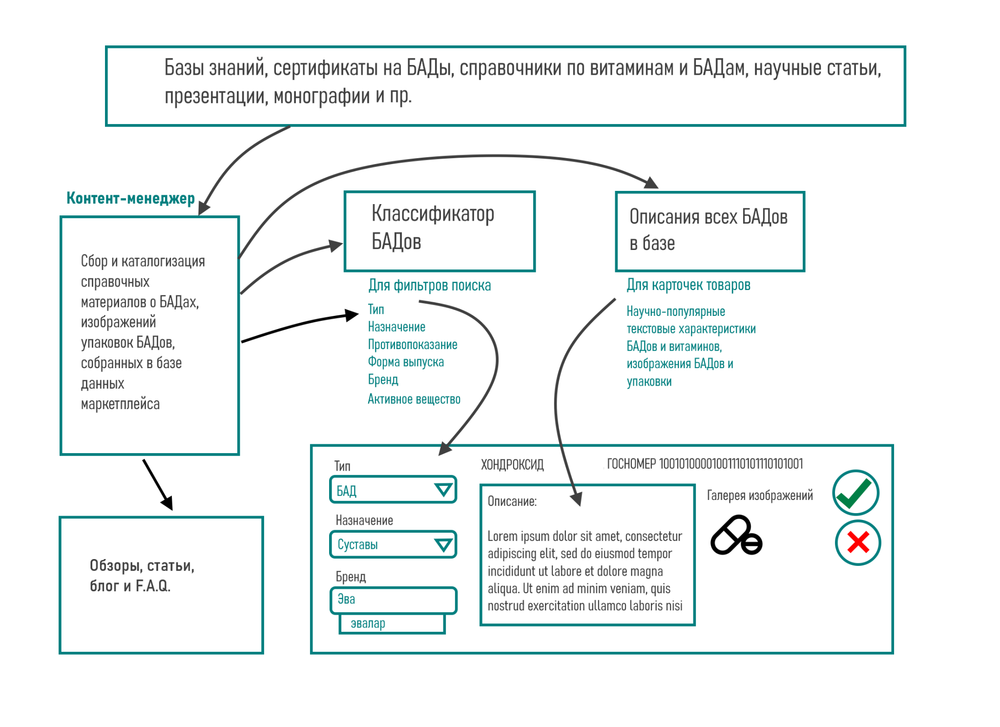 Базы знаний, сертификаты на БАДы, справочники по витаминам и БАДам, научные статьи,
презентации, монографии и пр.
Контент-менеджер
Сбор и каталогизация
справочных
материалов о БАДах,
изображений
упаковок БАДов,
собранных в базе
данных
маркетплейса
Классификатор
БАДов
Для фильтров поиска
Тип
Назначение
Противопоказание
Форма выпуска
Бренд
Активное вещество
Описания всех БАДов
в базе
Для карточек товаров
Научно-популярные
текстовые характеристики
БАДов и витаминов,
изображения БАДов и
упаковки
Обзоры, статьи,
блог и F.A.Q.
Тип
БАД
Назначение
Суставы
Бренд
Эва
эвалар
ХОНДРОКСИД
ГОСНОМЕР 1001010000100111010111010101001
Описание:
Lorem ipsum dolor sit amet, consectetur
adipiscing elit, sed do eiusmod tempor
incididunt ut labore et dolore magna
aliqua. Ut enim ad minim veniam, quis
nostrud exercitation ullamco laboris nisi
Галерея изображений